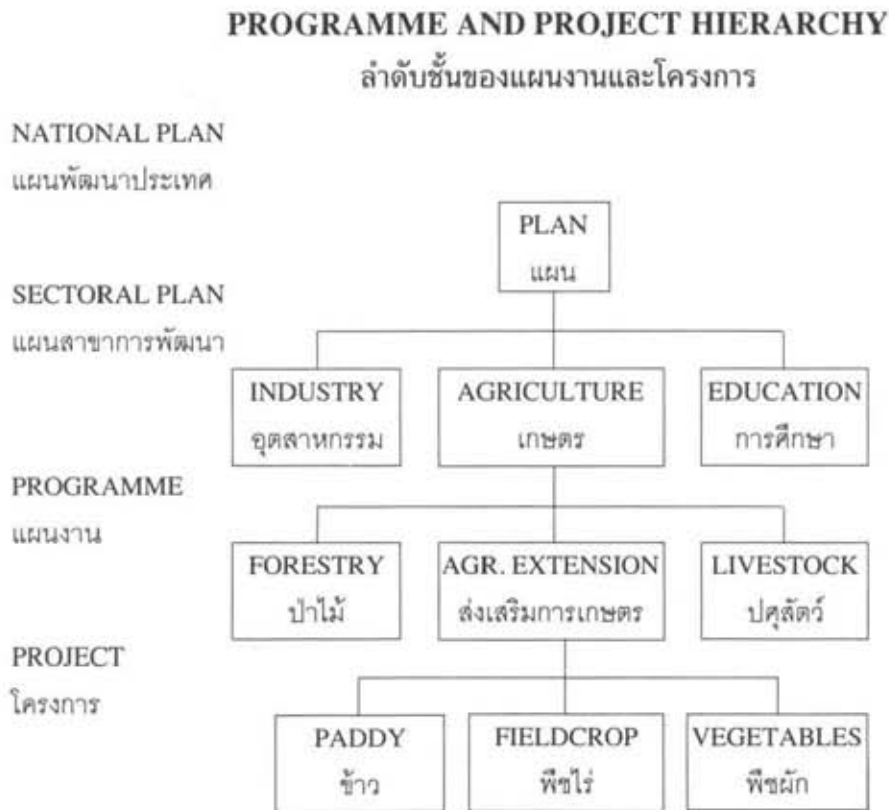 PROGRAMME AND PROJECT HIERARCHY
ลำดับชั้นของแผนงานและโครงการ
NATIONAL PLAN
แผนพัฒนาประเทศ
PLAN
แผน
SECTORAL PLAN
แผนสาขาการพัฒนา
INDUSTRY AGRICULTURE EDUCATION
อุตสาหกรรม เกษตร การศึกษา
PROGRAMME
แผนงาน
FORESTRY AGR. EXTENSION LIVESTOCK
ป่าไม้ ส่งเสริมการเกษตร ปศุสัตว์
PROJECT
โครงการ
PADDY FIELDCROP VEGETABLES
ข้าว พืชไร่ พืชผัก